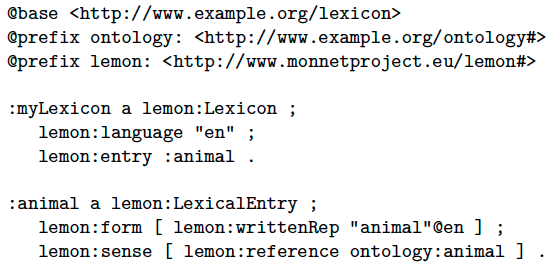 @base <http://www.example.org/lexicon>
@prefix ontology: <http://www.example.org/ontology#>
@prefix lemon: <http://www.monnetproject.eu/lemon#>
:myLexicon a lemon:Lexicon ;
lemon:language "en" ;
lemon:entry :animal .
:animal a lemon:LexicalEntry ;
lemon:form [ lemon:writtenRep "animal"@en ] ;
lemon:sense [ lemon:reference ontology:animal ] .